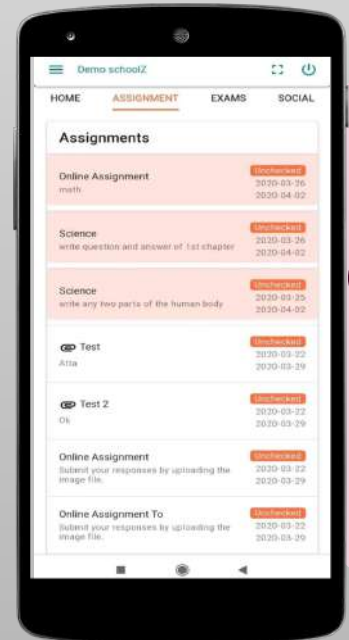 Demo schoolZ
HOME ASSIGNMENT EXAMS SOCIAL
Assignments
Online Assignment
math
Unchecked
2020-03-26
2020-04-02
Science
write question and answer of 1st chapter
Unchecked
2020-03-26
2020-04-02
Science
write any two parts of the human body
Unchecked
2020-03-25
2020-04-02
Test
Atta
Unchecked
2020-03-22
2020-03-29
Test 2
Ok
Unchecked
2020-03-22
2020-03-29
Online Assignment
Submit your responses by uploading the
image file.
Unchecked
2020-03-22
2020-03-29
Online Assignment To
Submit your responses by uploading the
image file.
Unchecked
2020-03-22
2020-03-29